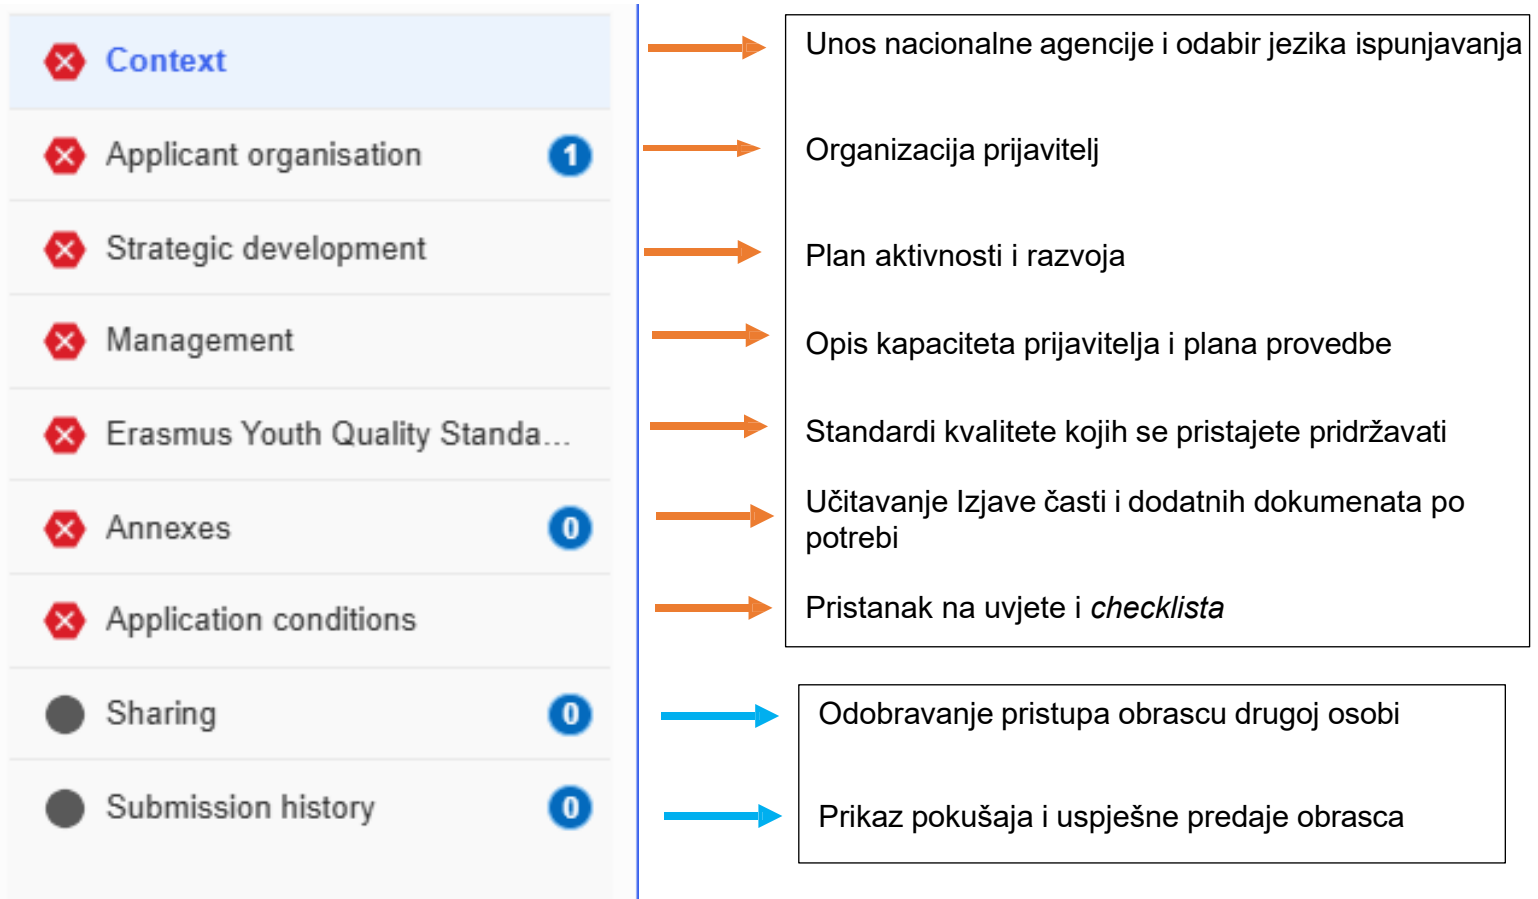 Context
Unos nacionalne agencije i odabir jezika ispunjavanja
Applicant organisation 1
Organizacija prijavitelj
Strategic development
Plan aktivnosti i razvoja
Management
Opis kapaciteta prijavitelja i plana provedbe
Erasmus Youth Quality Standa...
Standardi kvalitete kojih se pristajete pridržavati
Annexes 0
Učitavanje Izjave časti i dodatnih dokumenata po
potrebi
Application conditions
Pristanak na uvjete i checklista
Sharing 0
Odobravanje pristupa obrascu drugoj osobi
Submission history 0
Prikaz pokušaja i uspješne predaje obrasca